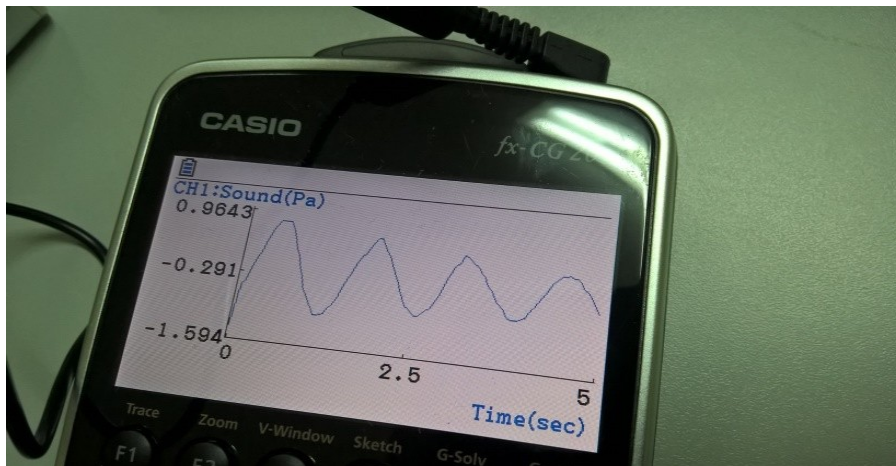 CASIO
fx-CG 20
CH1:Sound(Pa)
0.9643
-0.291
-1.594
0
2.5
5
Time(sec)
Trace
Zoom
V-Window
Sketch
G-Solv
F1
F2